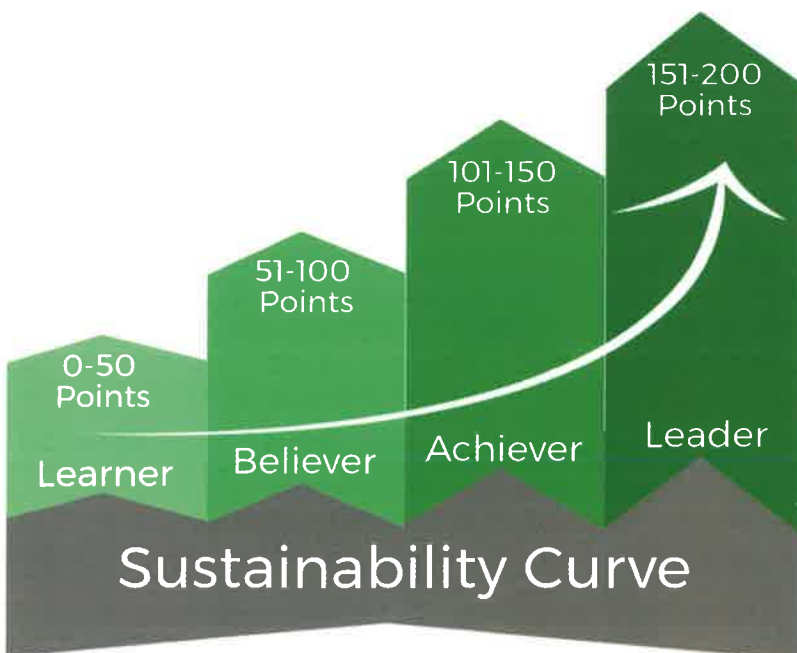 0-50
Points
Learner
51-100
Points
Believer
101-150
Points
Achiever
151-200
Points
Leader
Sustainability Curve